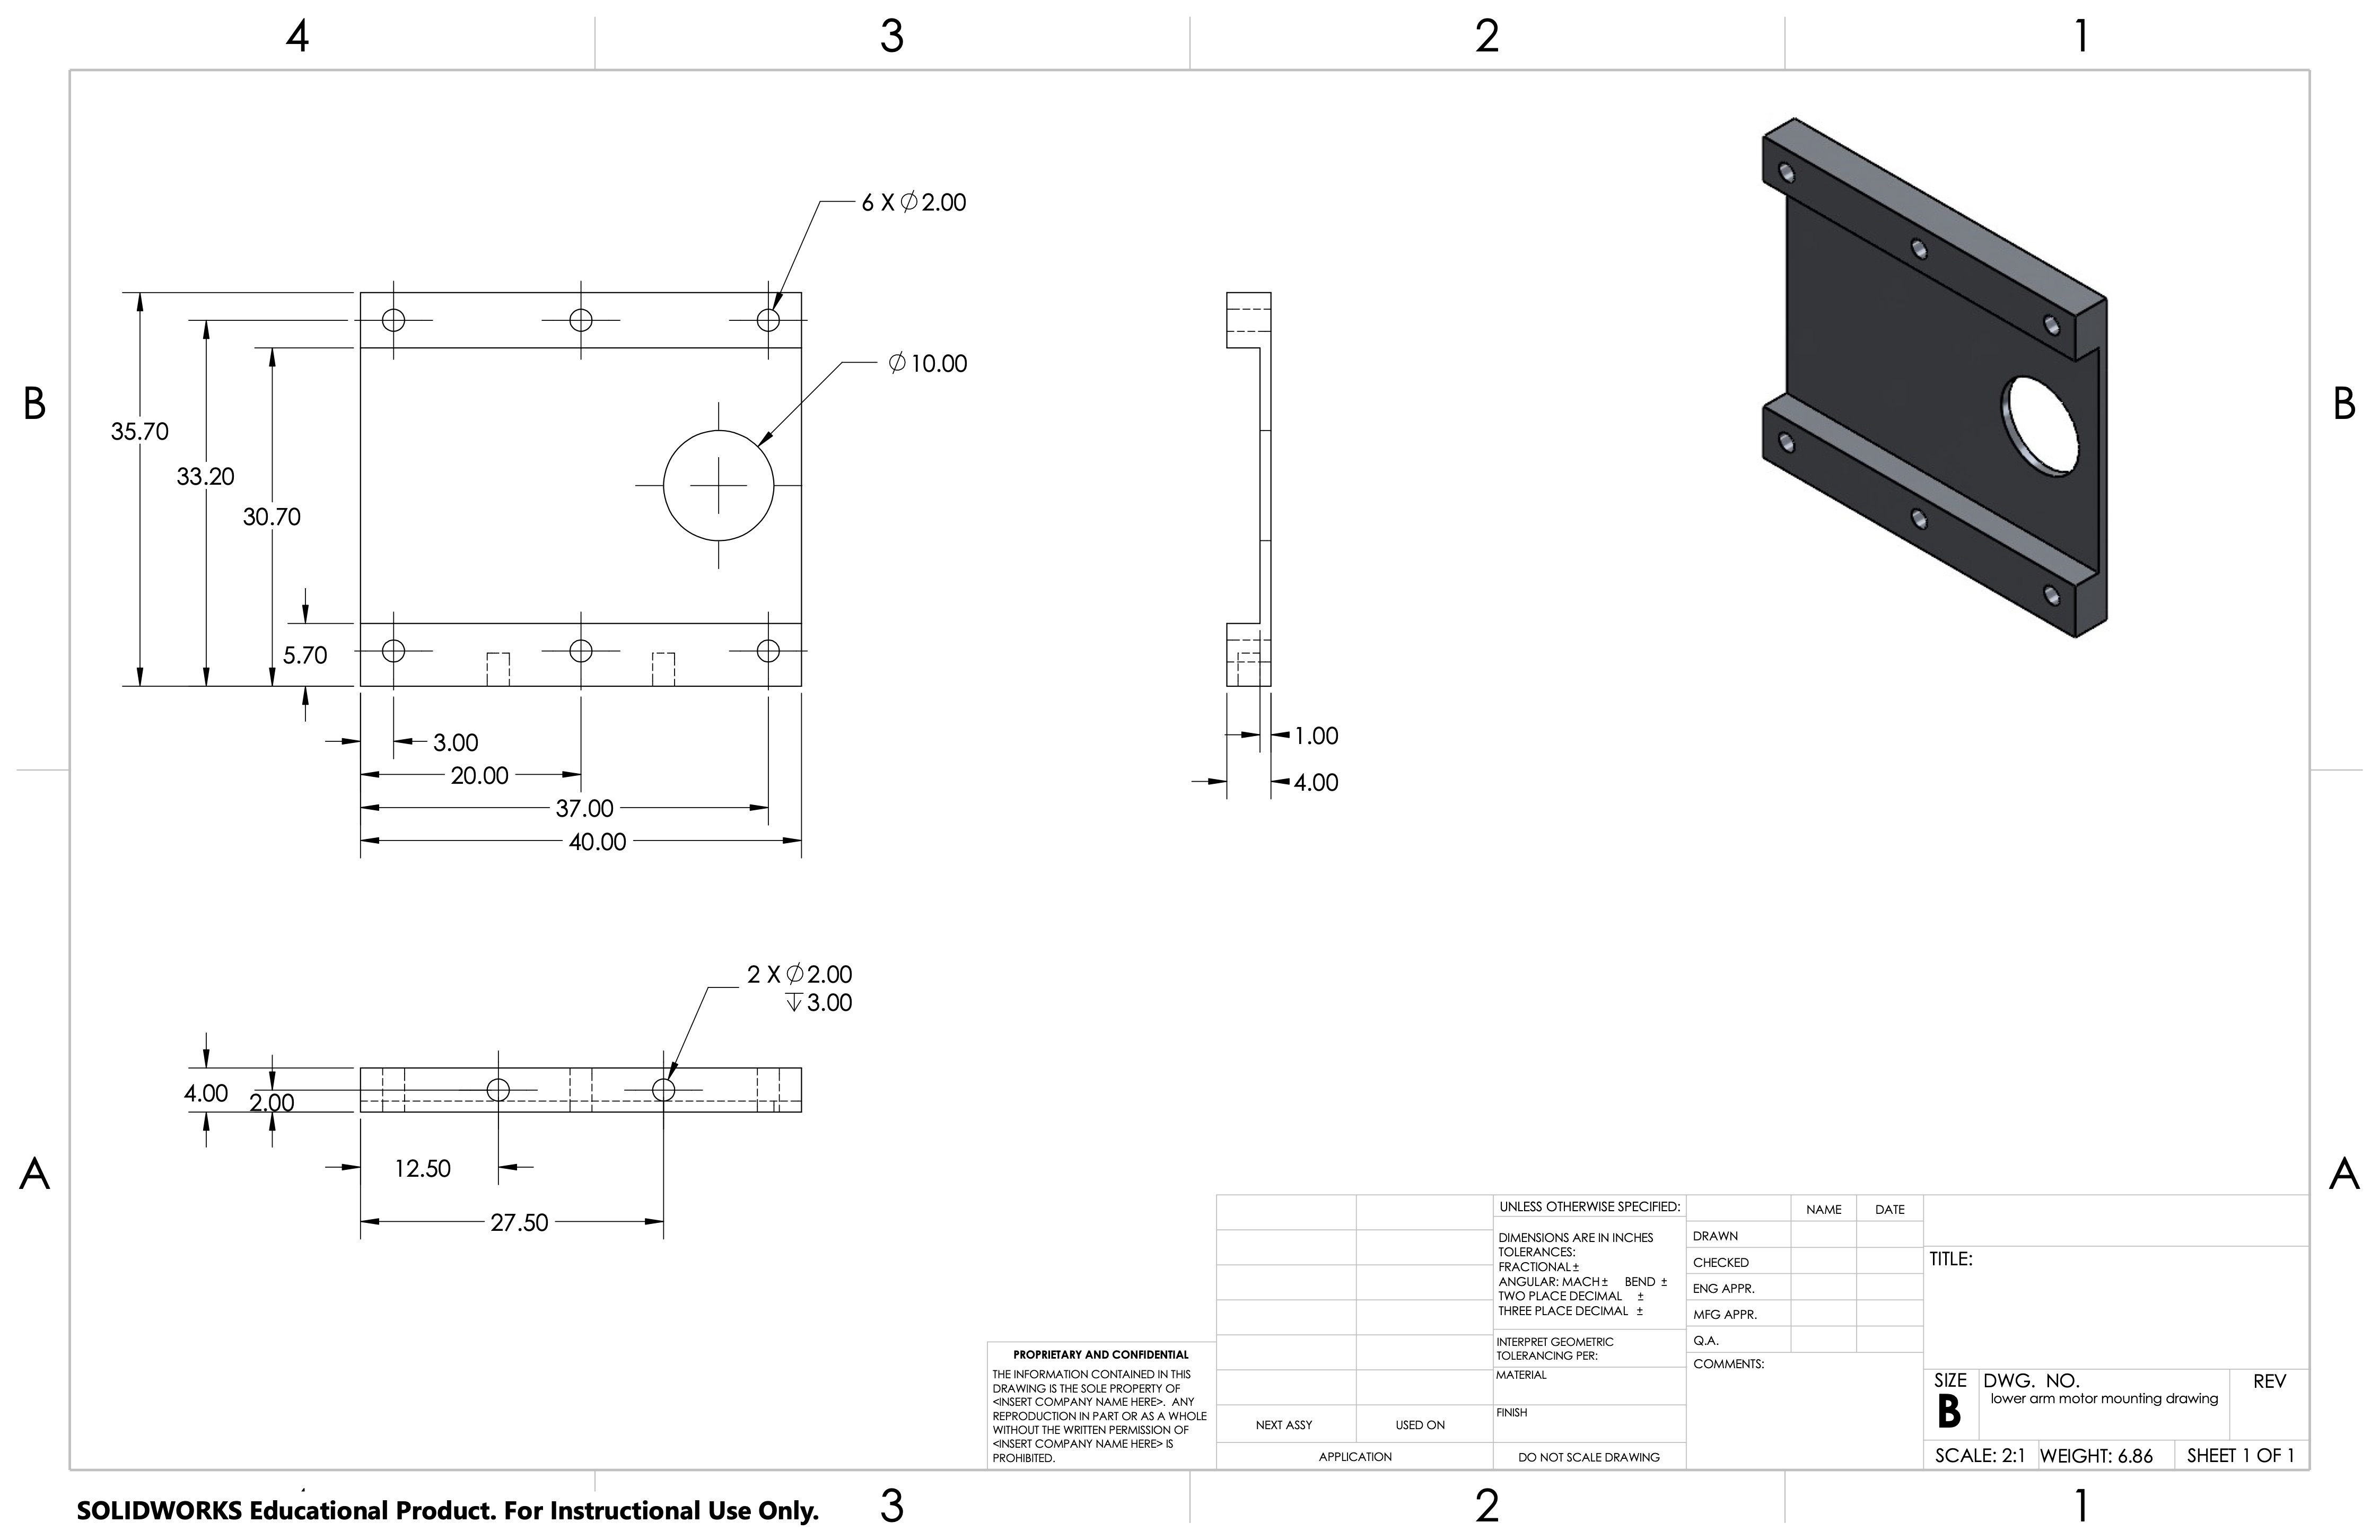 4 3 2 1
6 X ∅2.00
∅10.00
B B
35.70
33.20
30.70
5.70
3.00
20.00
37.00
40.00
1.00
4.00
2 X ∅2.00
↧3.00
4.00
2.00
12.50
27.50
A A
UNLESS OTHERWISE SPECIFIED:
DIMENSIONS ARE IN INCHES
TOLERANCES:
FRACTIONAL±
ANGULAR: MACH± BEND ±
TWO PLACE DECIMAL ±
THREE PLACE DECIMAL ±
INTERPRET GEOMETRIC
TOLERANCING PER:
MATERIAL
FINISH
DO NOT SCALE DRAWING
NAME DATE
DRAWN
CHECKED
ENG APPR.
MFG APPR.
Q.A.
COMMENTS:
TITLE:
SIZE DWG. NO. REV
B lower arm motor mounting drawing
SCALE: 2:1 WEIGHT: 6.86 SHEET 1 OF 1
PROPRIETARY AND CONFIDENTIAL
THE INFORMATION CONTAINED IN THIS
DRAWING IS THE SOLE PROPERTY OF
<INSERT COMPANY NAME HERE>. ANY
REPRODUCTION IN PART OR AS A WHOLE
WITHOUT THE WRITTEN PERMISSION OF
<INSERT COMPANY NAME HERE> IS
PROHIBITED.
NEXT ASSY USED ON
APPLICATION
SOLIDWORKS Educational Product. For Instructional Use Only.
3 2 1